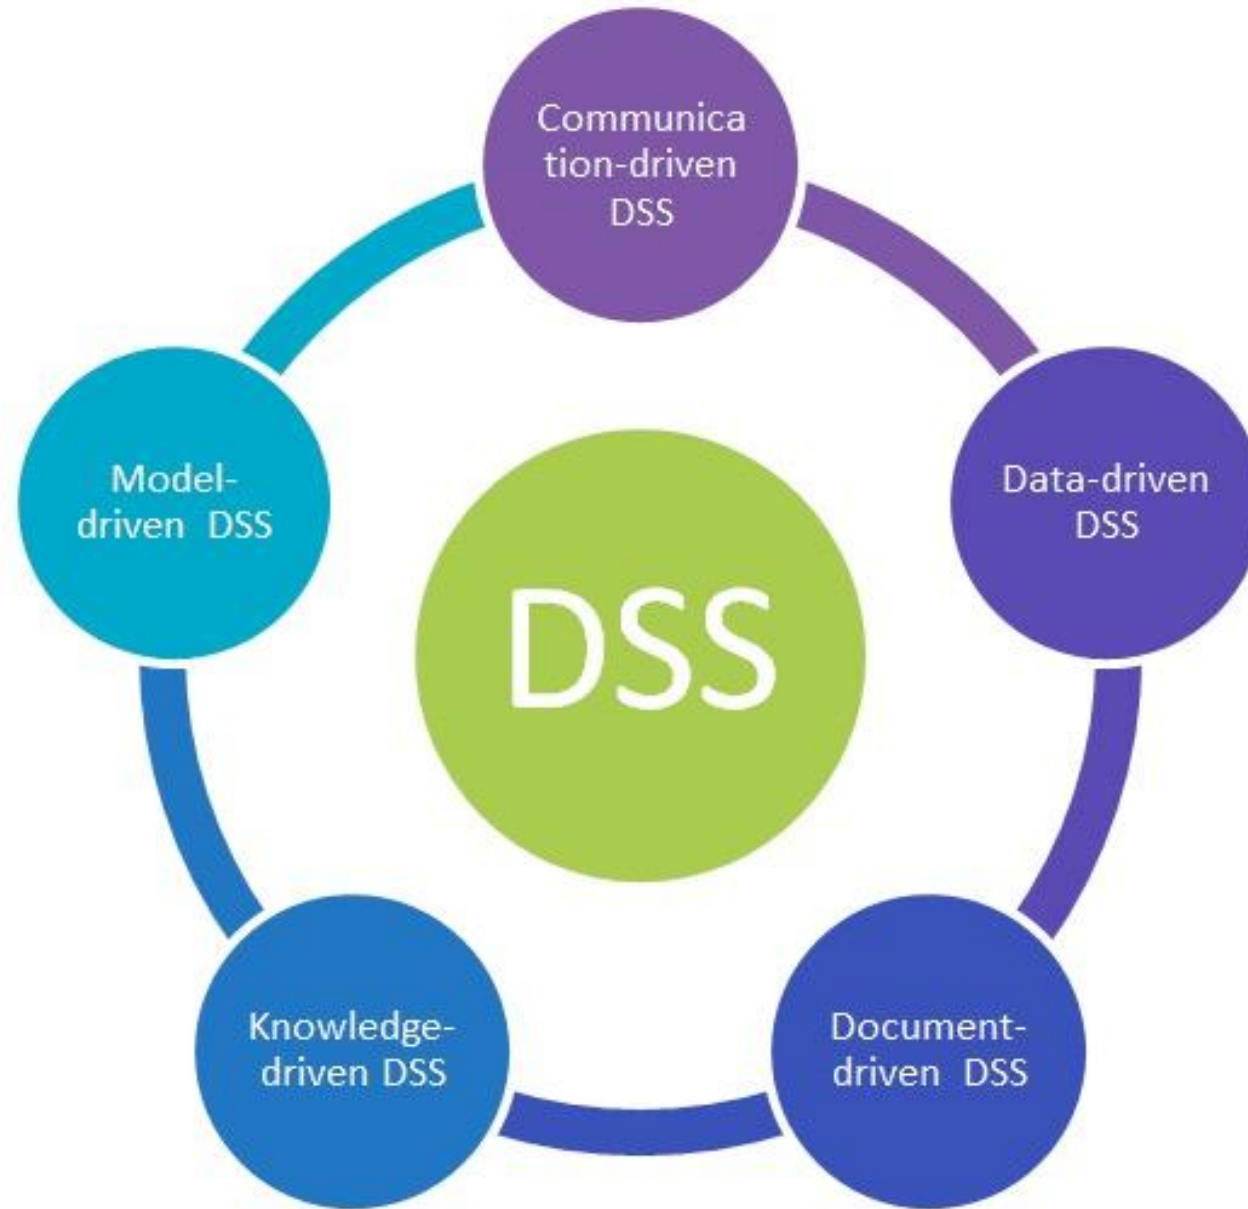 Communica
tion-driven
DSS
Data-driven
DSS
Document-
driven  DSS
Knowledge-
driven DSS
Model-
driven  DSS
DSS